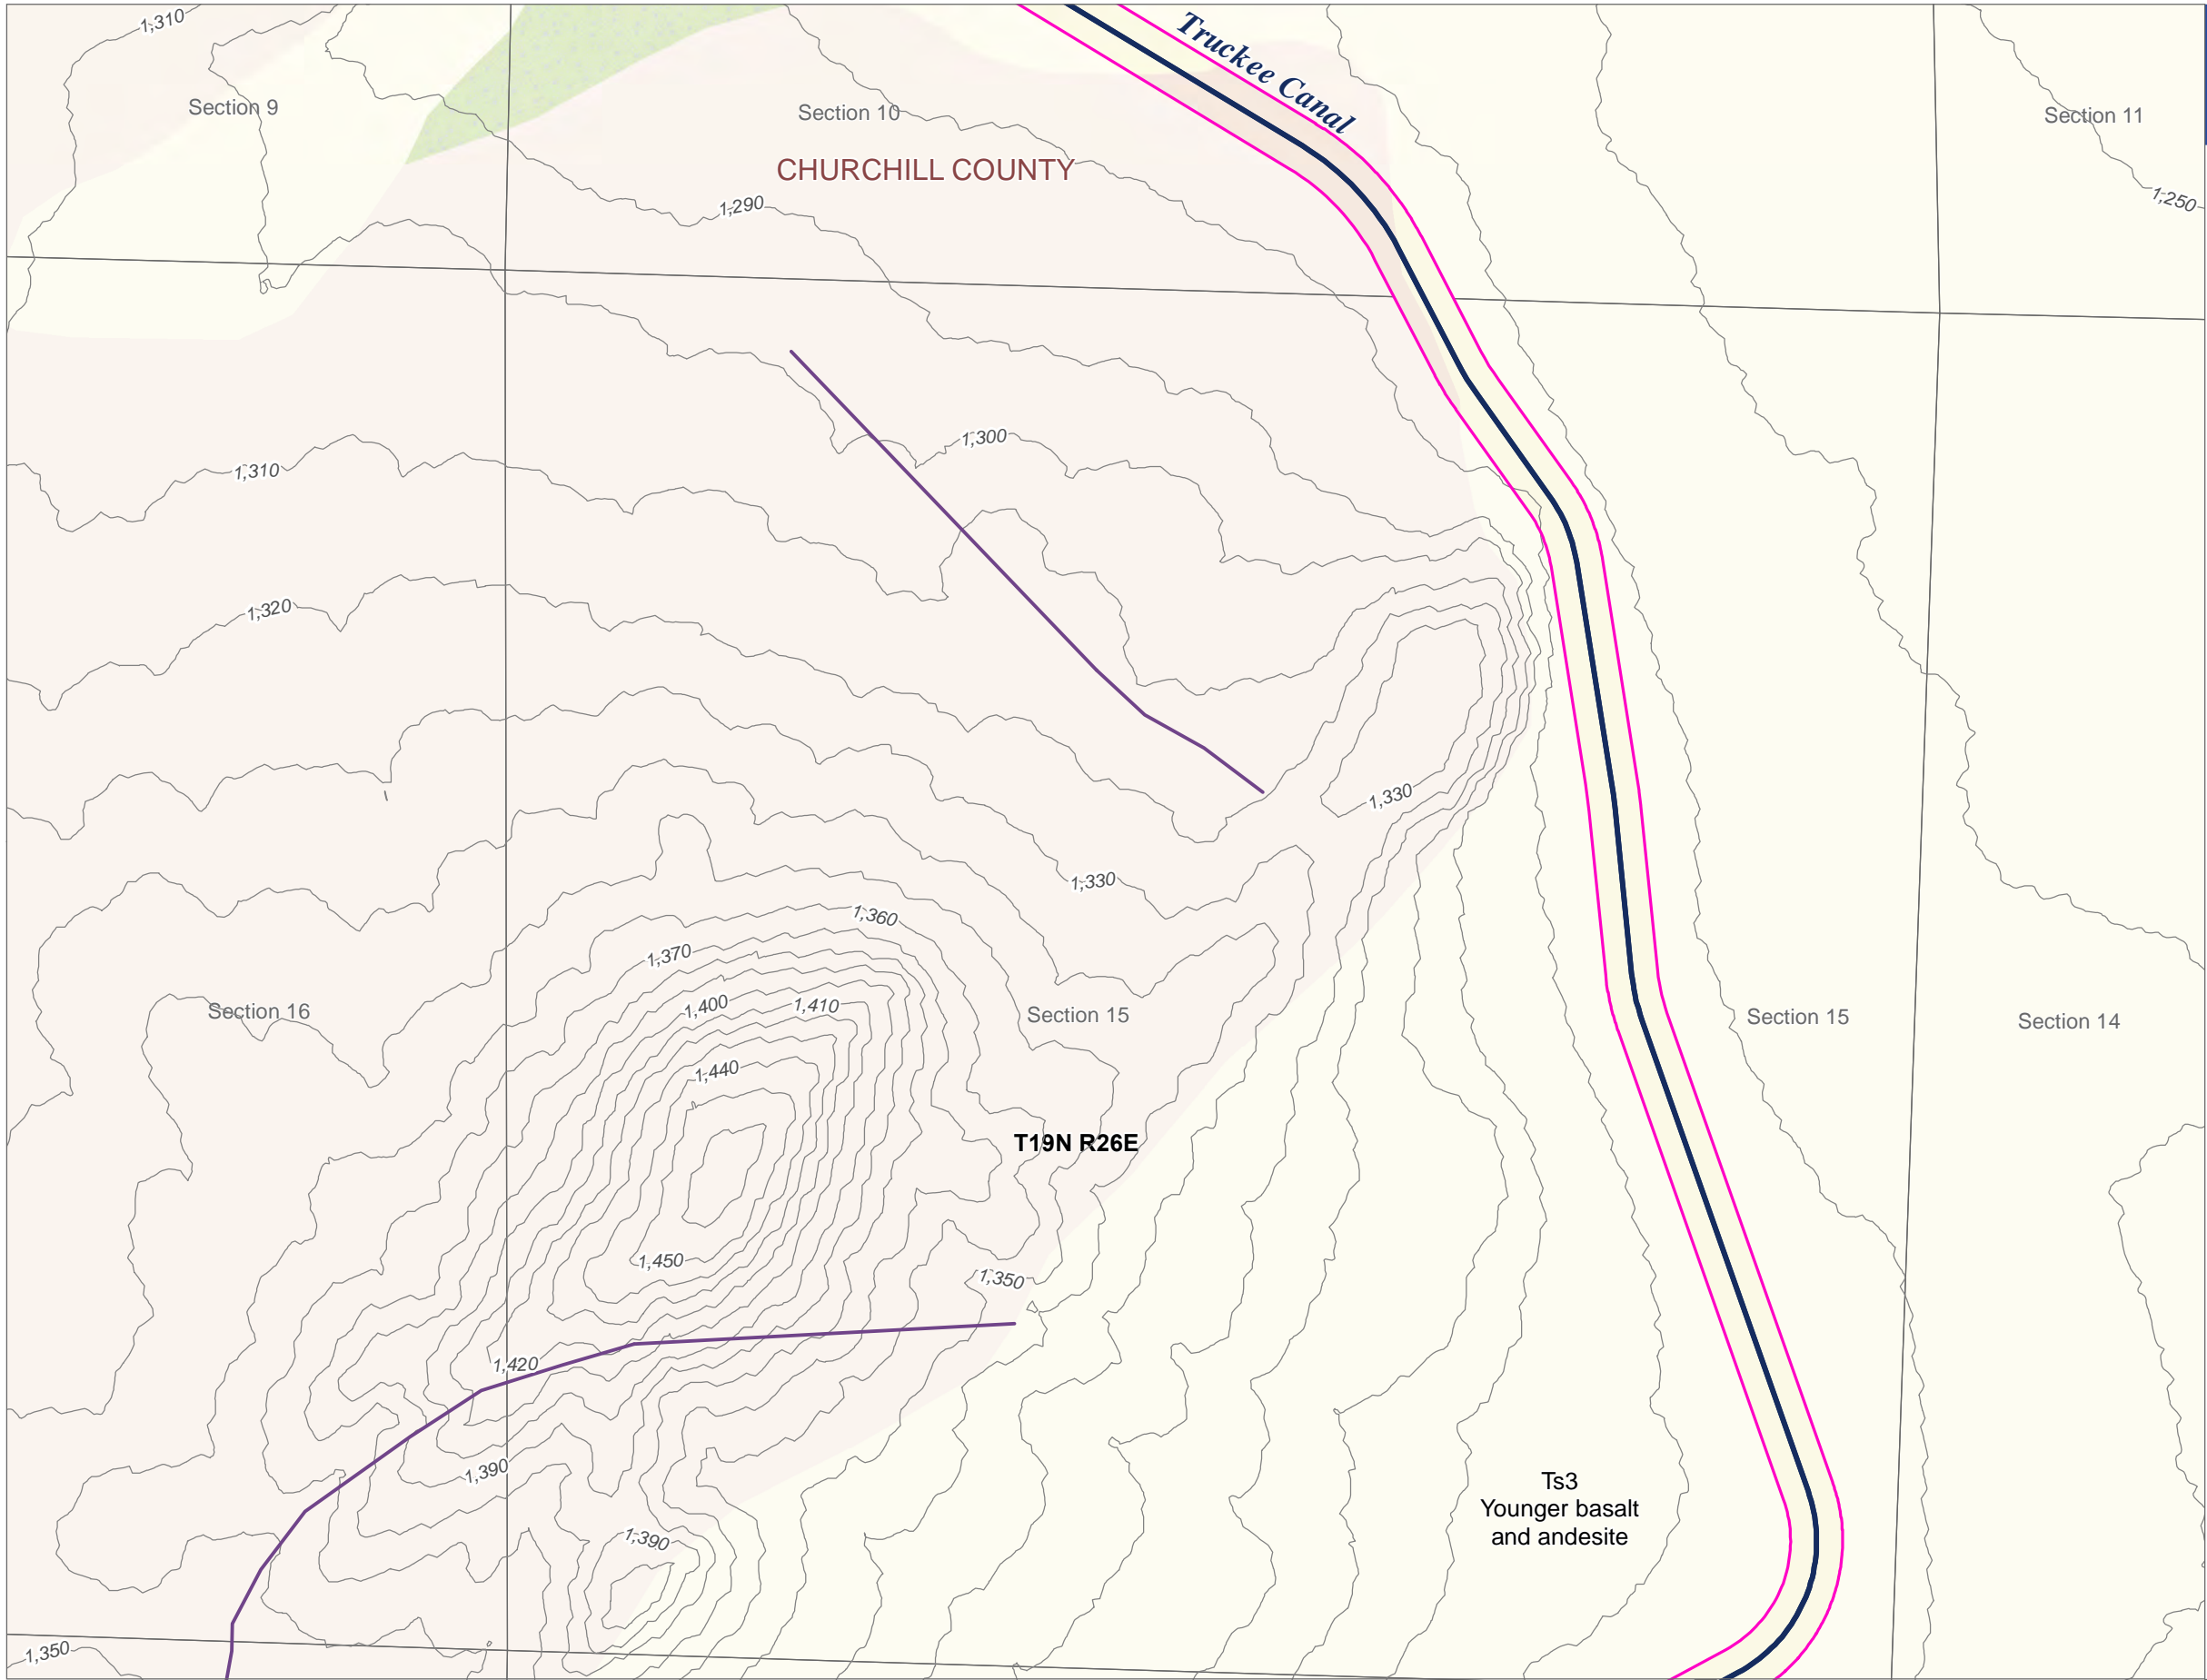 1,310
Truckee Canal
Section 9
Section 10
Section 11
CHURCHILL COUNTY
1,250
1,290
1,300
1,310
1,320
1,330
1,330
1,360
1,370
1,400
1,410
Section 16
Section 15
Section 15
Section 14
1,440
T19N R26E
1,450
1,350
1,420
1,390
Ts3
Younger basalt
and andesite
1,390
1,350